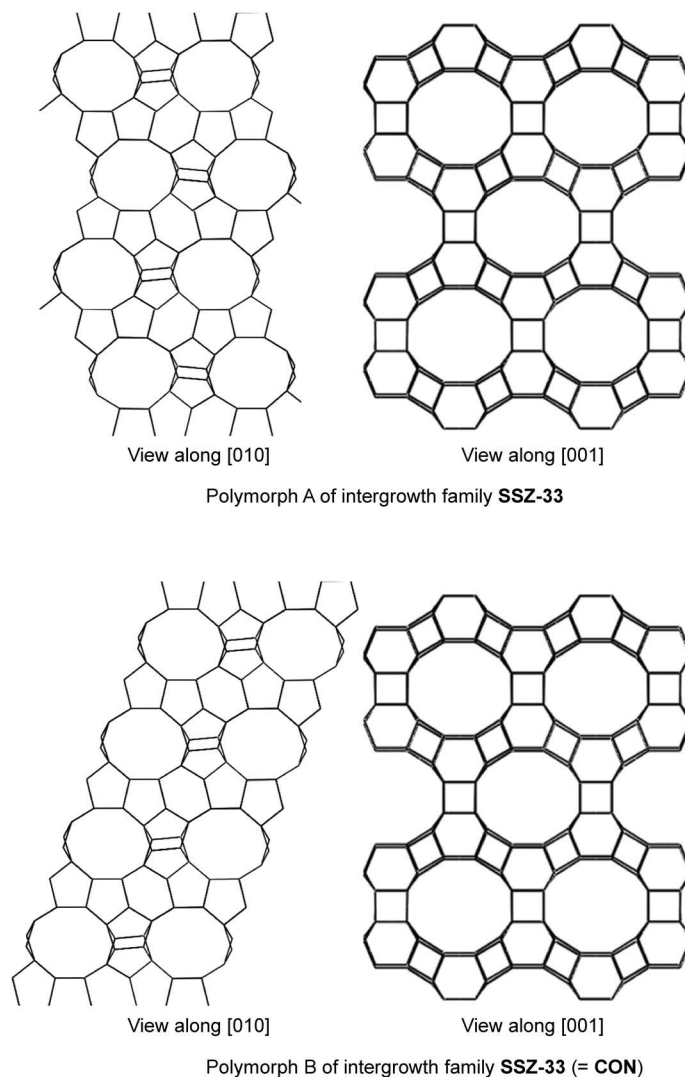 View along [010]
View along [001]
Polymorph A of intergrowth family SSZ-33
View along [010]
View along [001]
Polymorph B of intergrowth family SSZ-33 (= CON)